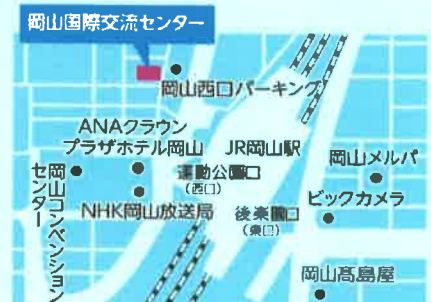 岡山国際交流センター
岡山西口パーキング
ANAクラウン
プラザホテル岡山
JR岡山駅
岡山メルパ
運動公園口
(西口)
岡山コンベンション
センター
NHK岡山放送局
後楽園口
(東口)
ビックカメラ
岡山髙島屋